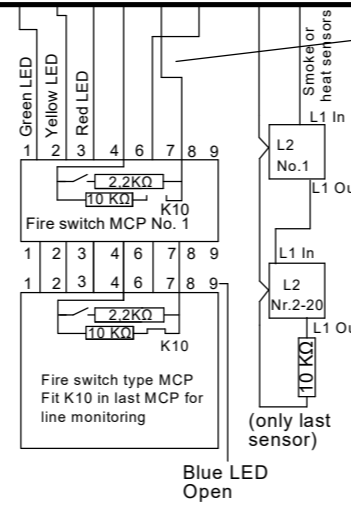 Green LED
Yellow LED
Red LED
Smoke or
heat sensors
L1 In
L2
No.1
L1 Ou
1 2 3 4 6 7 8 9
2,2KΩ
10 KΩ
K10
Fire switch MCP No. 1
1 2 3 4 6 7 8 9
1 2 3 4 6 7 8 9
2,2KΩ
10 KΩ
K10
Fire switch type MCP
Fit K10 in last MCP for
line monitoring
L1 In
L2
Nr.2-20
L1 Ou
10 KΩ
(only last
sensor)
Blue LED
Open